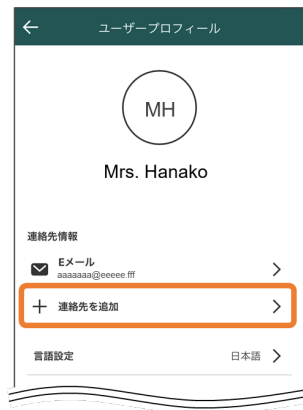 ユーザープロフィール
MH
Mrs. Hanako
連絡先情報
Eメール
aaaaaaa@eeeee.fff
連絡先を追加
言語設定 日本語